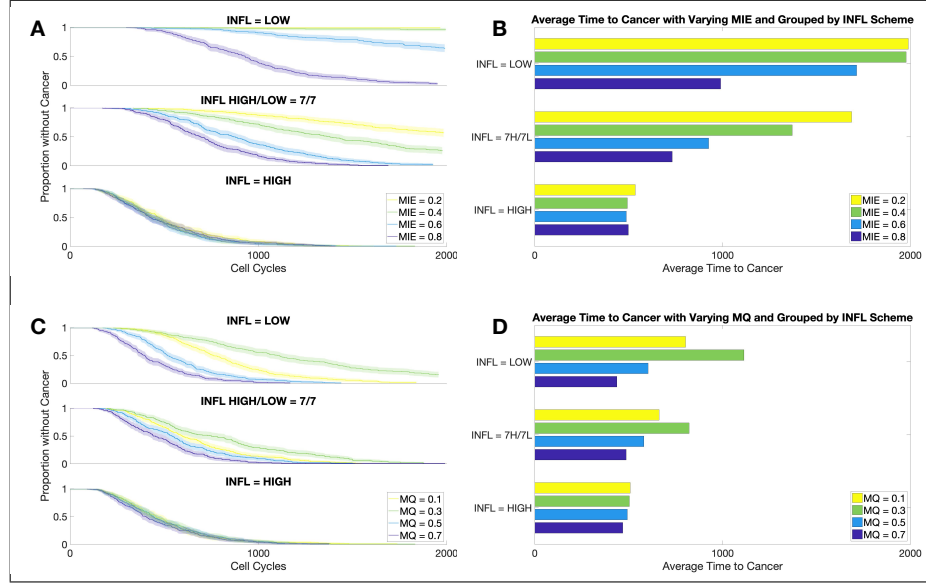 A
INFL = LOW
1
0.5
0
INFL HIGH/LOW = 7/7
1
0.5
0
INFL = HIGH
1
0.5
0
Proportion without Cancer
MIE = 0.2
MIE = 0.4
MIE = 0.6
MIE = 0.8
0 1000 2000
Cell Cycles
B
Average Time to Cancer with Varying MIE and Grouped by INFL Scheme
INFL = LOW
INFL = 7H/7L
INFL = HIGH
MIE = 0.2
MIE = 0.4
MIE = 0.6
MIE = 0.8
0 1000 2000
Average Time to Cancer
C
INFL = LOW
1
0.5
0
INFL HIGH/LOW = 7/7
1
0.5
0
INFL = HIGH
1
0.5
0
Proportion without Cancer
MQ = 0.1
MQ = 0.3
MQ = 0.5
MQ = 0.7
0 1000 2000
Cell Cycles
D
Average Time to Cancer with Varying MQ and Grouped by INFL Scheme
INFL = LOW
INFL = 7H/7L
INFL = HIGH
MQ = 0.1
MQ = 0.3
MQ = 0.5
MQ = 0.7
0 1000 2000
Average Time to Cancer